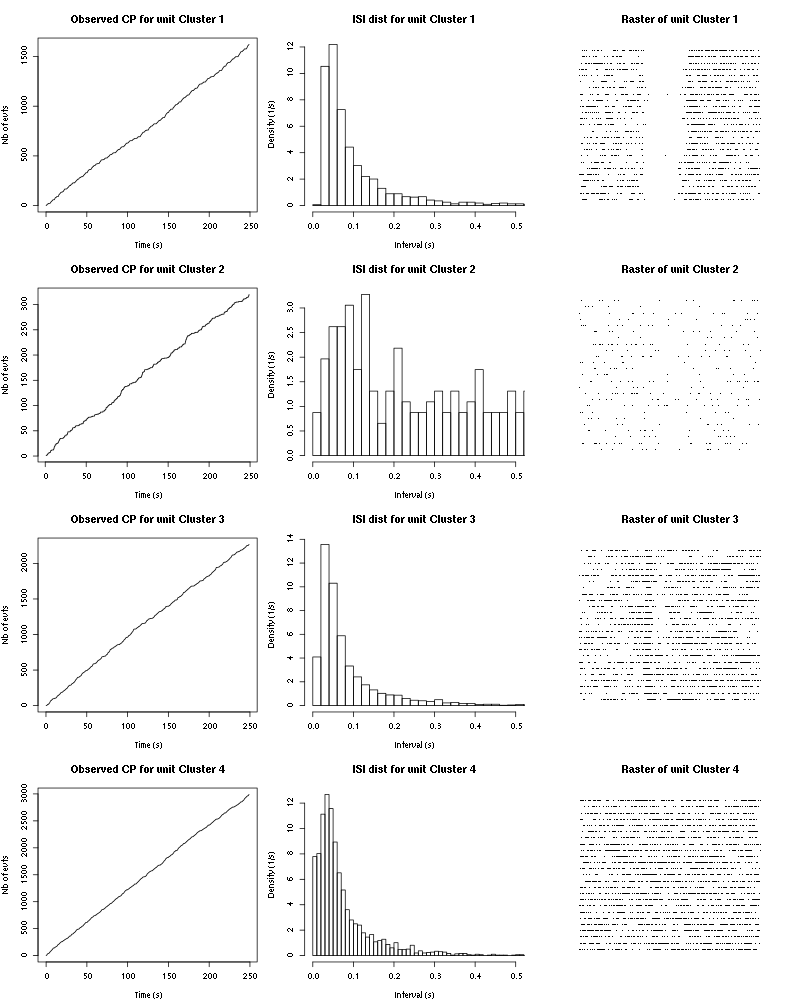 Observed CP for unit Cluster 1
ISI dist for unit Cluster 1
Raster of unit Cluster 1
Nb of evts
0 500 1000 1500
0 50 100 150 200 250
Time (s)
Density (1/s)
0 2 4 6 8 10 12
0.0 0.1 0.2 0.3 0.4 0.5
Interval (s)
Observed CP for unit Cluster 2
ISI dist for unit Cluster 2
Raster of unit Cluster 2
Nb of evts
0 50 100 150 200 250 300
0 50 100 150 200 250
Time (s)
Density (1/s)
0.0 0.5 1.0 1.5 2.0 2.5 3.0
0.0 0.1 0.2 0.3 0.4 0.5
Interval (s)
Observed CP for unit Cluster 3
ISI dist for unit Cluster 3
Raster of unit Cluster 3
Nb of evts
0 500 1000 1500 2000
0 50 100 150 200 250
Time (s)
Density (1/s)
0 2 4 6 8 10 12 14
0.0 0.1 0.2 0.3 0.4 0.5
Interval (s)
Observed CP for unit Cluster 4
ISI dist for unit Cluster 4
Raster of unit Cluster 4
Nb of evts
0 500 1000 1500 2000 2500 3000
0 50 100 150 200 250
Time (s)
Density (1/s)
0 2 4 6 8 10 12
0.0 0.1 0.2 0.3 0.4 0.5
Interval (s)